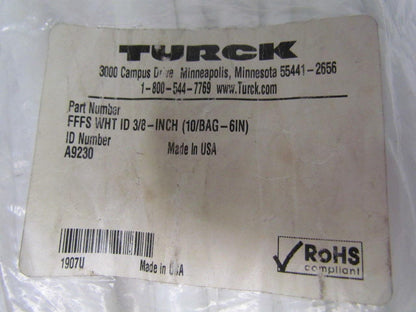 TURCK
3000 Campus Drive Minneapolis, Minnesota 55441-2656
1-800-544-7769 www.Turck.com
Part Number
FFFS WHT ID 3/8-INCH (10/BAG-6IN)
ID Number
A9230 Made in USA
1907U Made in USA
RoHS
compliant